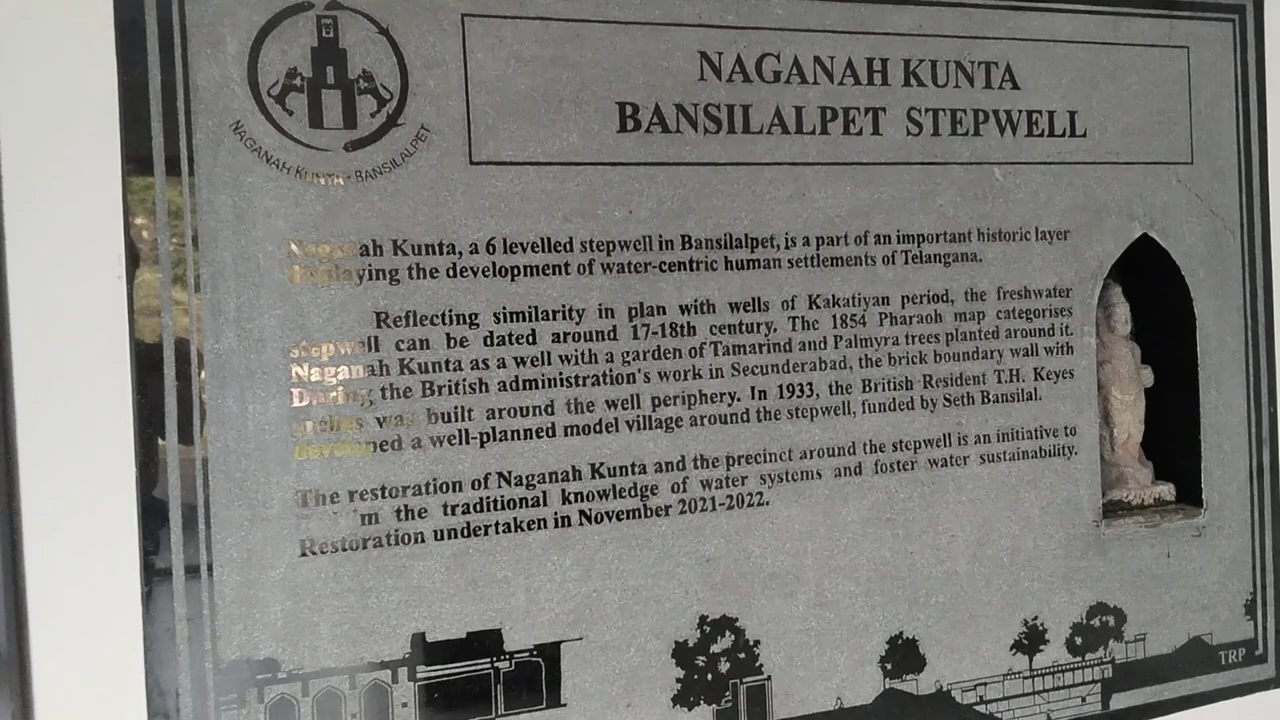 NAGANAH KUNTA - BANSILALPET
NAGANAH KUNTA
BANSILALPET STEPWELL
Naganah Kunta, a 6 levelled stepwell in Bansilalpet, is a part of an important historic layer
displaying the development of water-centric human settlements of Telangana.
Reflecting similarity in plan with wells of Kakatiyan period, the freshwater
stepwell can be dated around 17-18th century. The 1854 Pharaoh map categorises
Naganah Kunta as a well with a garden of Tamarind and Palmyra trees planted around it.
During the British administration's work in Secunderabad, the brick boundary wall with
arches was built around the well periphery. In 1933, the British Resident T.H. Keyes
developed a well-planned model village around the stepwell, funded by Seth Bansilal.
The restoration of Naganah Kunta and the precinct around the stepwell is an initiative to
the traditional knowledge of water systems and foster water sustainability.
Restoration undertaken in November 2021-2022.
TRP